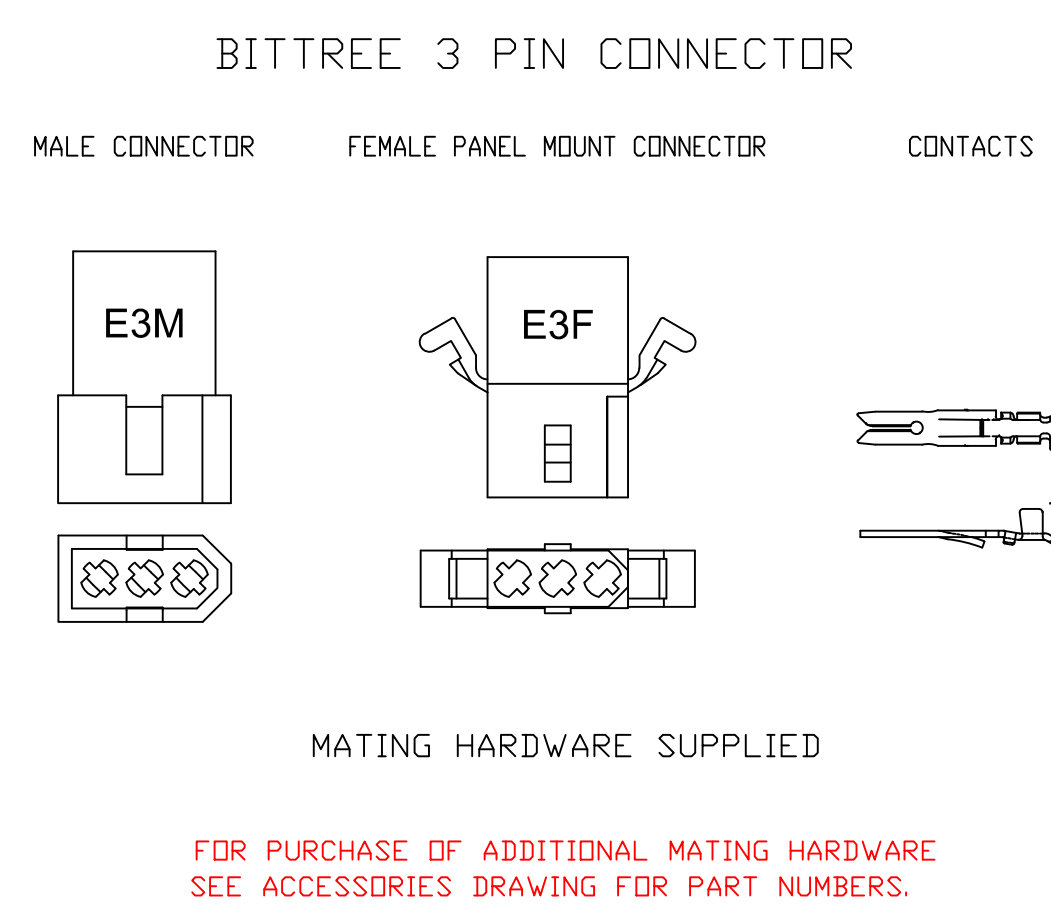 BITTREE 3 PIN CONNECTOR
MALE CONNECTOR
FEMALE PANEL MOUNT CONNECTOR
CONTACTS
E3M
E3F
MATING HARDWARE SUPPLIED
FOR PURCHASE OF ADDITIONAL MATING HARDWARE
SEE ACCESSORIES DRAWING FOR PART NUMBERS.